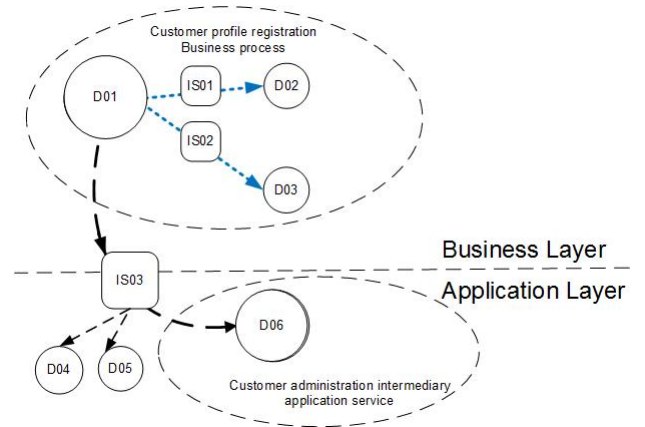 Customer profile registration
Business process
D01
IS01
D02
IS02
D03
Business Layer
IS03
Application Layer
D06
D04
D05
Customer administration intermediary
application service